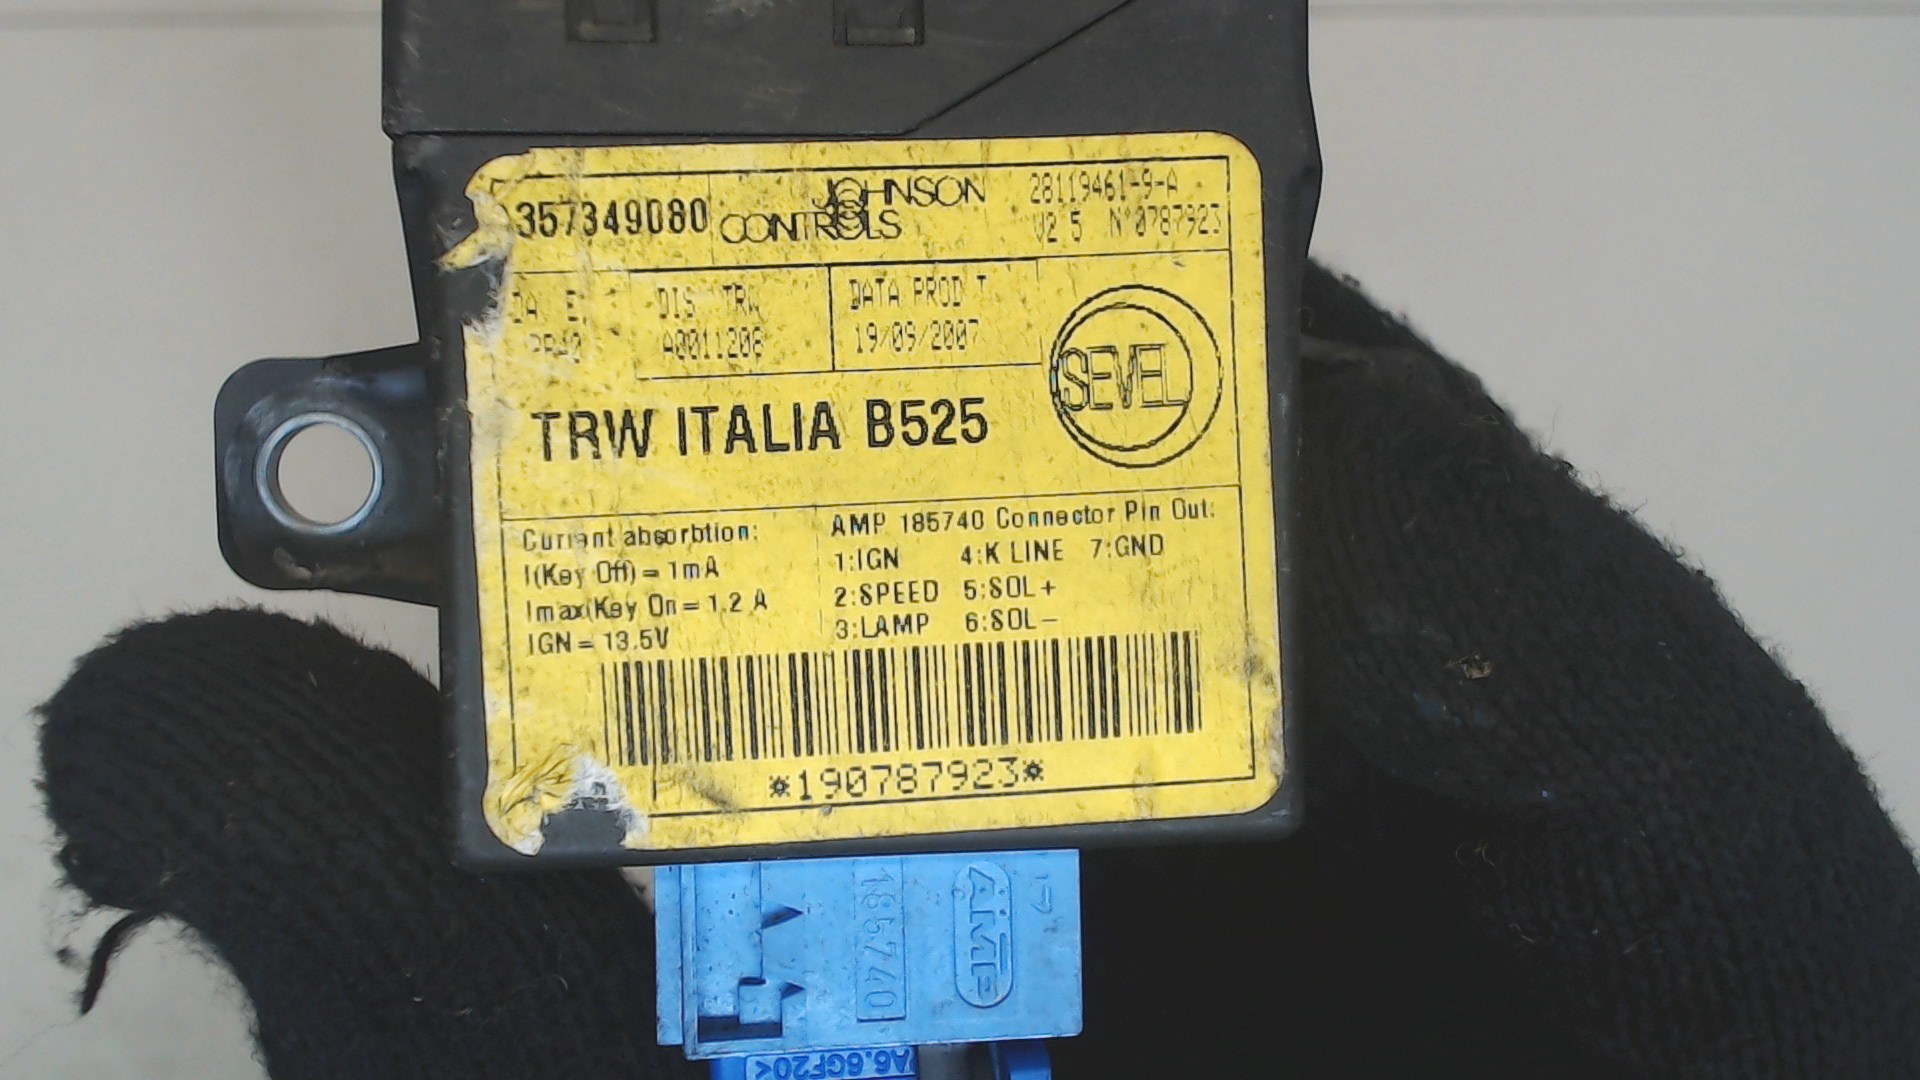 357349080
JOHNSON
CONTROLS
28119461-9-A
V2 5 N°0787923
DIS TRW
A0011208
DATA PROD T
19/09/2007
SEVEL
TRW ITALIA B525
Current absorbtion:
I(Key Off) = 1mA
Imax(Key On = 1.2 A
IGN = 13.5V
AMP 185740 Connector Pin Out:
1:IGN 4:K LINE 7:GND
2:SPEED 5:SOL+
3:LAMP 6:SOL-
*190787923*
185740
AMP
A6.6GF20<